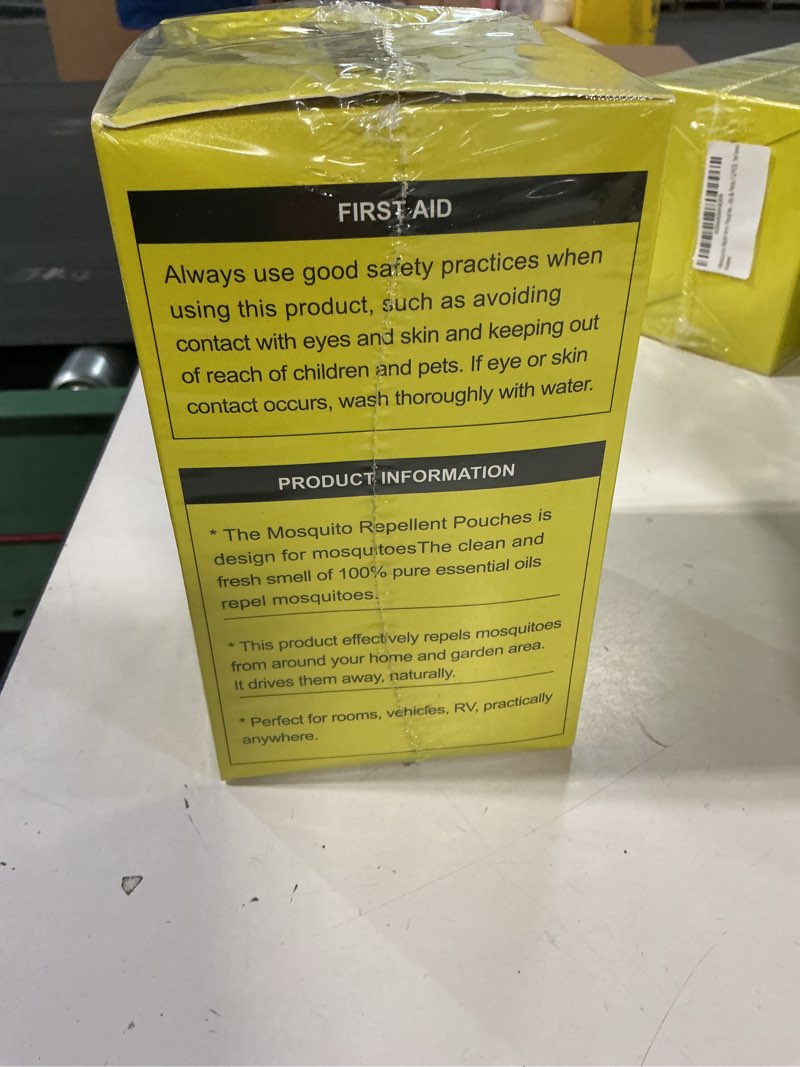 FIRST AID
Always use good safety practices when
using this product, such as avoiding
contact with eyes and skin and keeping out
of reach of children and pets. If eye or skin
contact occurs, wash thoroughly with water.
PRODUCT INFORMATION
* The Mosquito Repellent Pouches is
design for mosquitoesThe clean and
fresh smell of 100% pure essential oils
repel mosquitoes.
* This product effectively repels mosquitoes
from around your home and garden area.
It drives them away, naturally.
* Perfect for rooms, vehicles, RV, practically
anywhere.